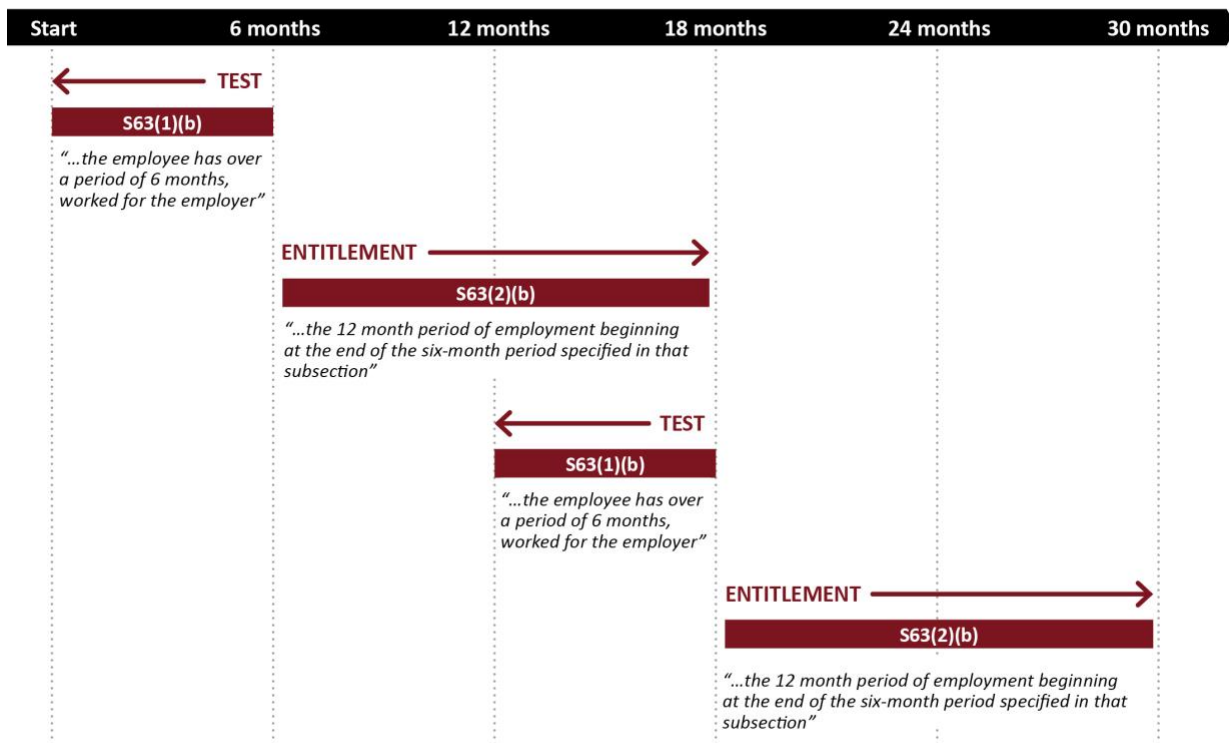 Start 6 months 12 months 18 months 24 months 30 months
TEST
S63(1)(b)
“...the employee has over
a period of 6 months,
worked for the employer”
ENTITLEMENT
S63(2)(b)
“...the 12 month period of employment beginning
at the end of the six-month period specified in that
subsection”
TEST
S63(1)(b)
“...the employee has over
a period of 6 months,
worked for the employer”
ENTITLEMENT
S63(2)(b)
“...the 12 month period of employment beginning
at the end of the six-month period specified in that
subsection”